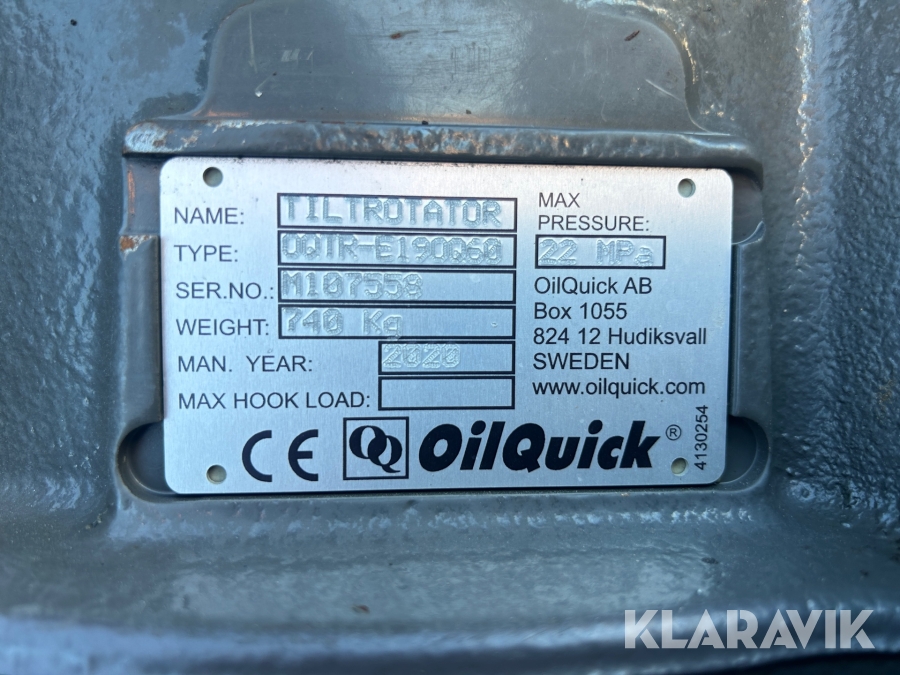 NAME: TILTROTATOR
TYPE: OQTR-E19OQ60
SER.NO.: M107558
WEIGHT: 740 Kg
MAN. YEAR: 2020
MAX HOOK LOAD:
MAX
PRESSURE:
22 MPa
OilQuick AB
Box 1055
824 12 Hudiksvall
SWEDEN
www.oilquick.com
CE OQ OilQuick®
4130254
KLARAVIK